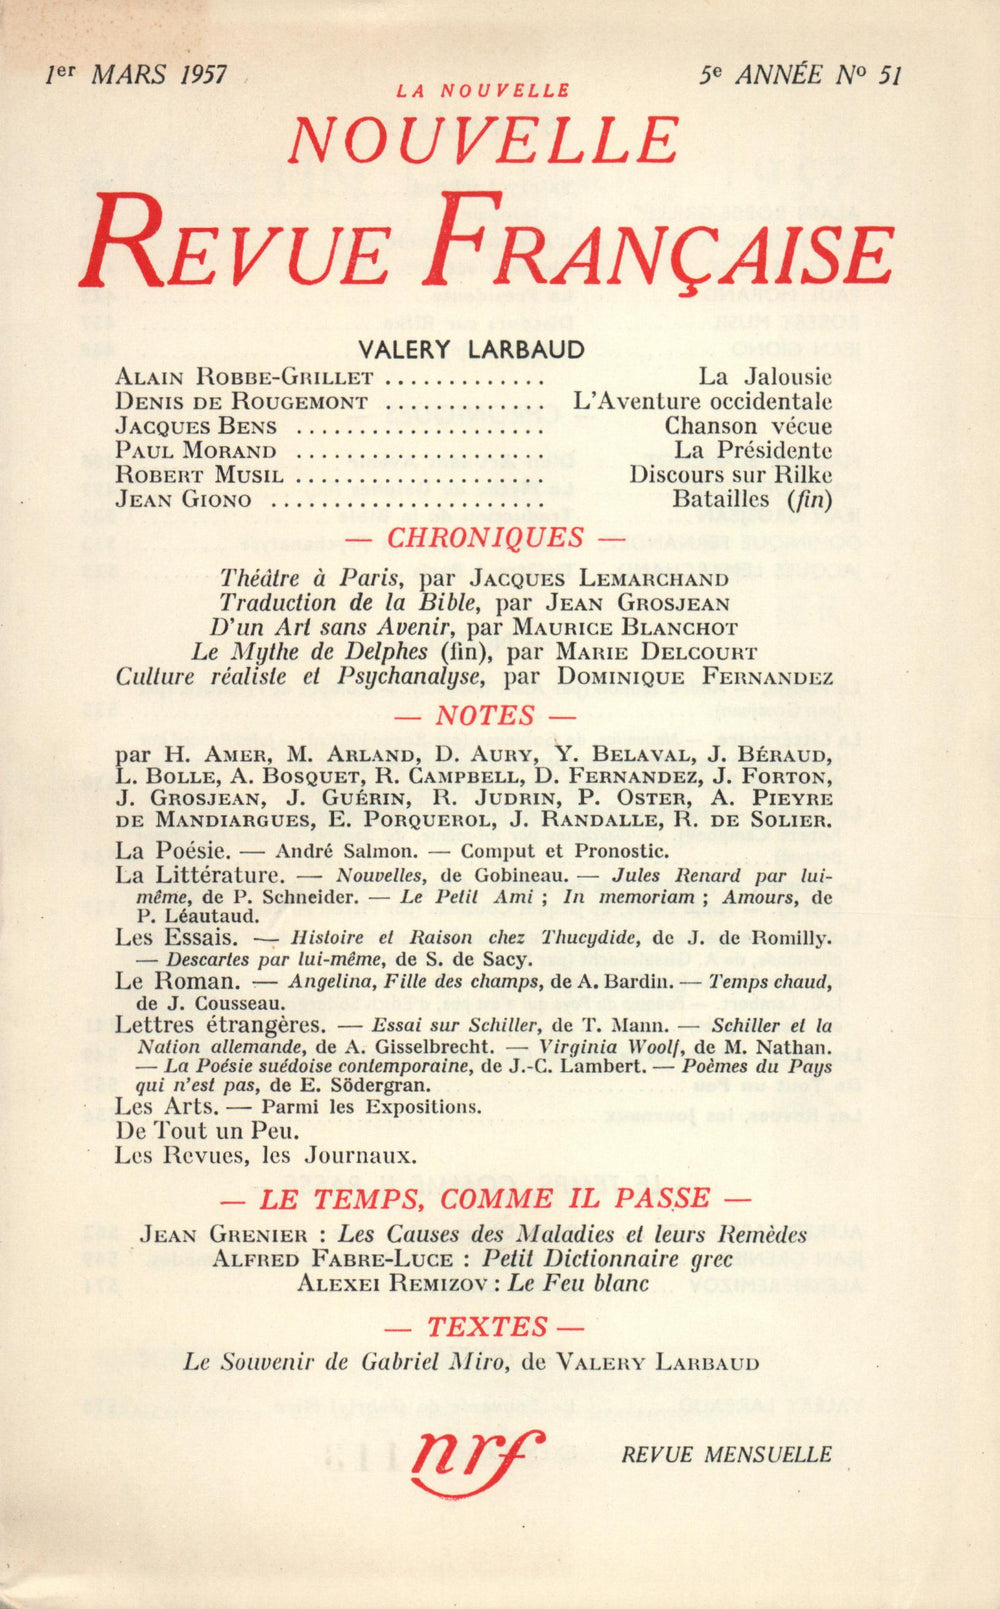 1er MARS 1957
5e ANNÉE No 51
LA NOUVELLE
NOUVELLE
REVUE FRANÇAISE
VALERY LARBAUD
ALAIN ROBBE-GRILLET ............. La Jalousie
DENIS DE ROUGEMONT ............. L'Aventure occidentale
JACQUES BENS .................... Chanson vécue
PAUL MORAND .................... La Présidente
ROBERT MUSIL .................... Discours sur Rilke
JEAN GIONO ...................... Batailles (fin)
— CHRONIQUES —
Théâtre à Paris, par JACQUES LEMARCHAND
Traduction de la Bible, par JEAN GROSJEAN
D'un Art sans Avenir, par MAURICE BLANCHOT
Le Mythe de Delphes (fin), par MARIE DELCOURT
Culture réaliste et Psychanalyse, par DOMINIQUE FERNANDEZ
— NOTES —
par H. AMER, M. ARLAND, D. AURY, Y. BELAVAL, J. BÉRAUD,
L. BOLLE, A. BOSQUET, R. CAMPBELL, D. FERNANDEZ, J. FORTON,
J. GROSJEAN, J. GUÉRIN, R. JUDRIN, P. OSTER, A. PIEYRE
DE MANDIARGUES, E. PORQUEROL, J. RANDALLE, R. DE SOLIER.
La Poésie. — André Salmon. — Comput et Pronostic.
La Littérature. — Nouvelles, de Gobineau. — Jules Renard par lui-
même, de P. Schneider. — Le Petit Ami ; In memoriam ; Amours, de
P. Léautaud.
Les Essais. — Histoire et Raison chez Thucydide, de J. de Romilly.
— Descartes par lui-même, de S. de Sacy.
Le Roman. — Angelina, Fille des champs, de A. Bardin. — Temps chaud,
de J. Cousseau.
Lettres étrangères. — Essai sur Schiller, de T. Mann. — Schiller et la
Nation allemande, de A. Gisselbrecht. — Virginia Woolf, de M. Nathan.
— La Poésie suédoise contemporaine, de J.-C. Lambert. — Poèmes du Pays
qui n'est pas, de E. Södergran.
Les Arts. — Parmi les Expositions.
De Tout un Peu.
Les Revues, les Journaux.
— LE TEMPS, COMME IL PASSE —
JEAN GRENIER : Les Causes des Maladies et leurs Remèdes
ALFRED FABRE-LUCE : Petit Dictionnaire grec
ALEXEI REMIZOV : Le Feu blanc
— TEXTES —
Le Souvenir de Gabriel Miro, de VALERY LARBAUD
nrf
REVUE MENSUELLE